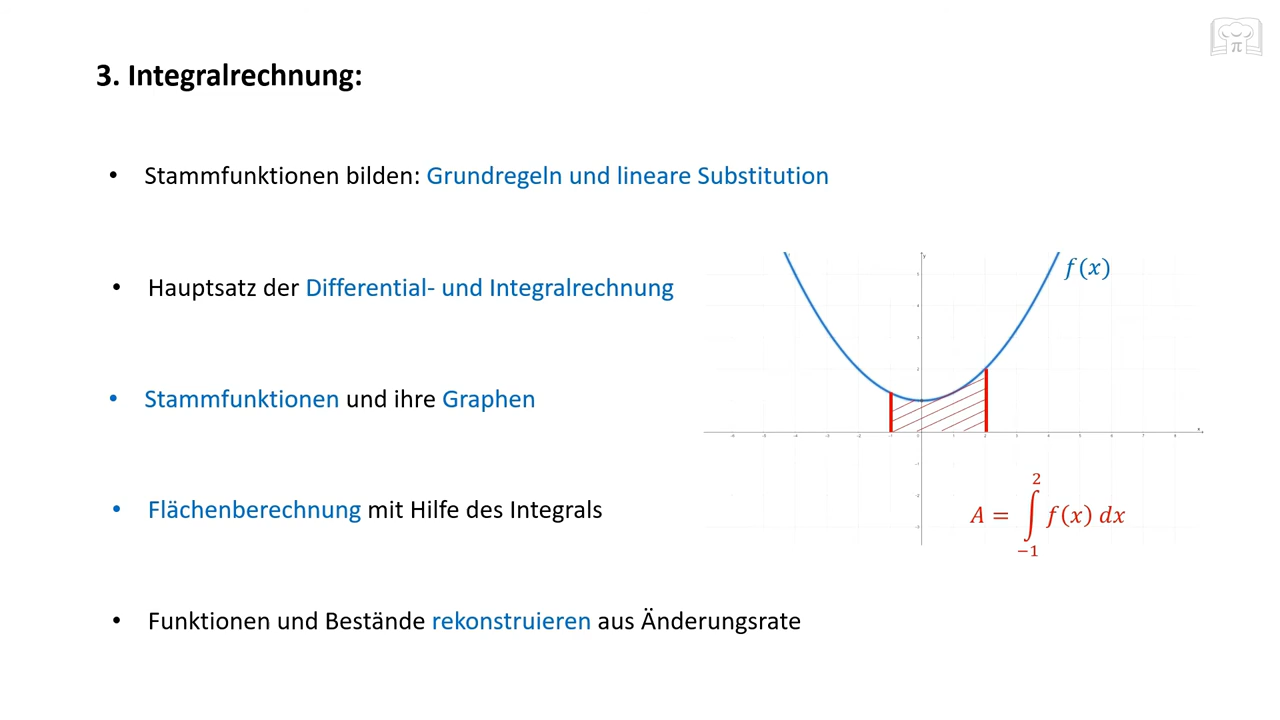 3. Integralrechnung:
• Stammfunktionen bilden: Grundregeln und lineare Substitution
• Hauptsatz der Differential- und Integralrechnung
f(x)
• Stammfunktionen und ihre Graphen
• Flächenberechnung mit Hilfe des Integrals
2
A = ∫ f(x) dx
−1
• Funktionen und Bestände rekonstruieren aus Änderungsrate
π